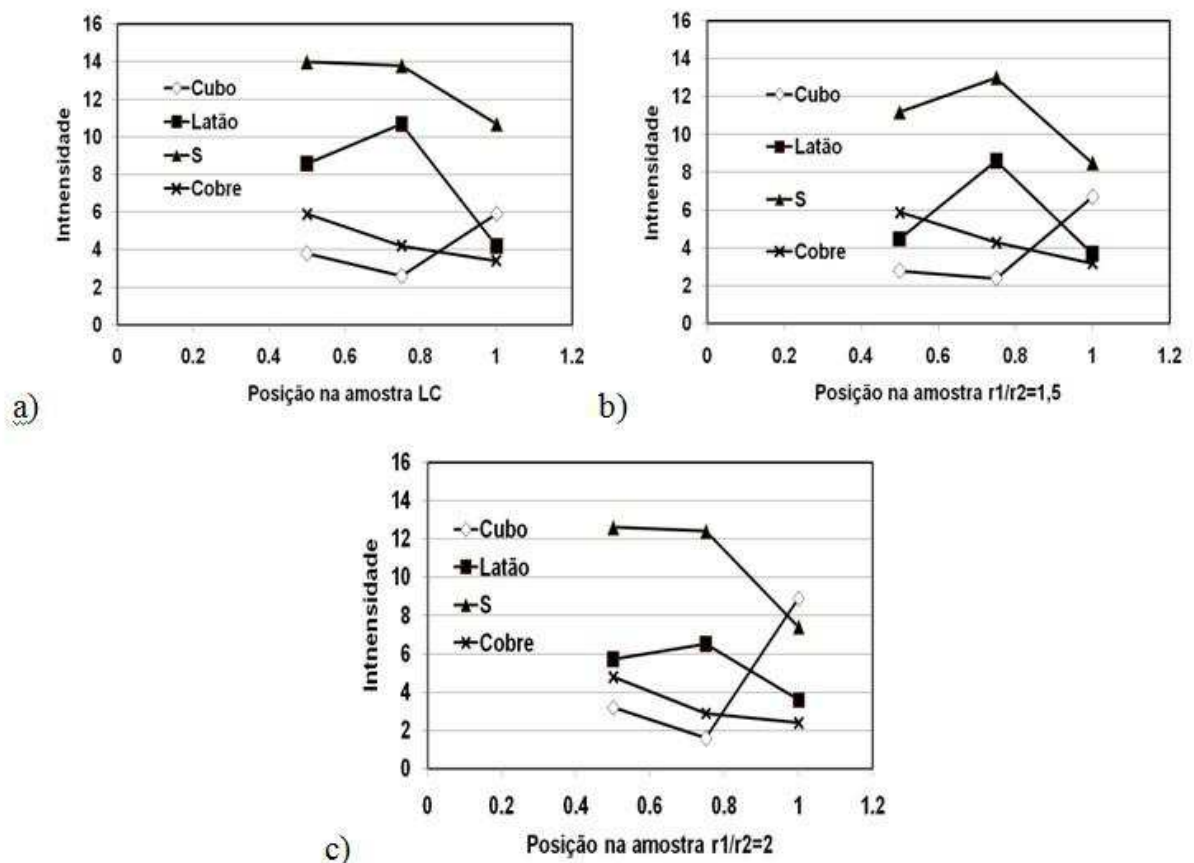 16
14
12
10
8
6
4
2
0
Intnensidade
Cubo
Latão
S
Cobre
0 0.2 0.4 0.6 0.8 1 1.2
Posição na amostra LC
a)
16
14
12
10
8
6
4
2
0
Intnensidade
Cubo
Latão
S
Cobre
0 0.2 0.4 0.6 0.8 1 1.2
Posição na amostra r1/r2=1,5
b)
16
14
12
10
8
6
4
2
0
Intnensidade
Cubo
Latão
S
Cobre
0 0.2 0.4 0.6 0.8 1 1.2
Posição na amostra r1/r2=2
c)